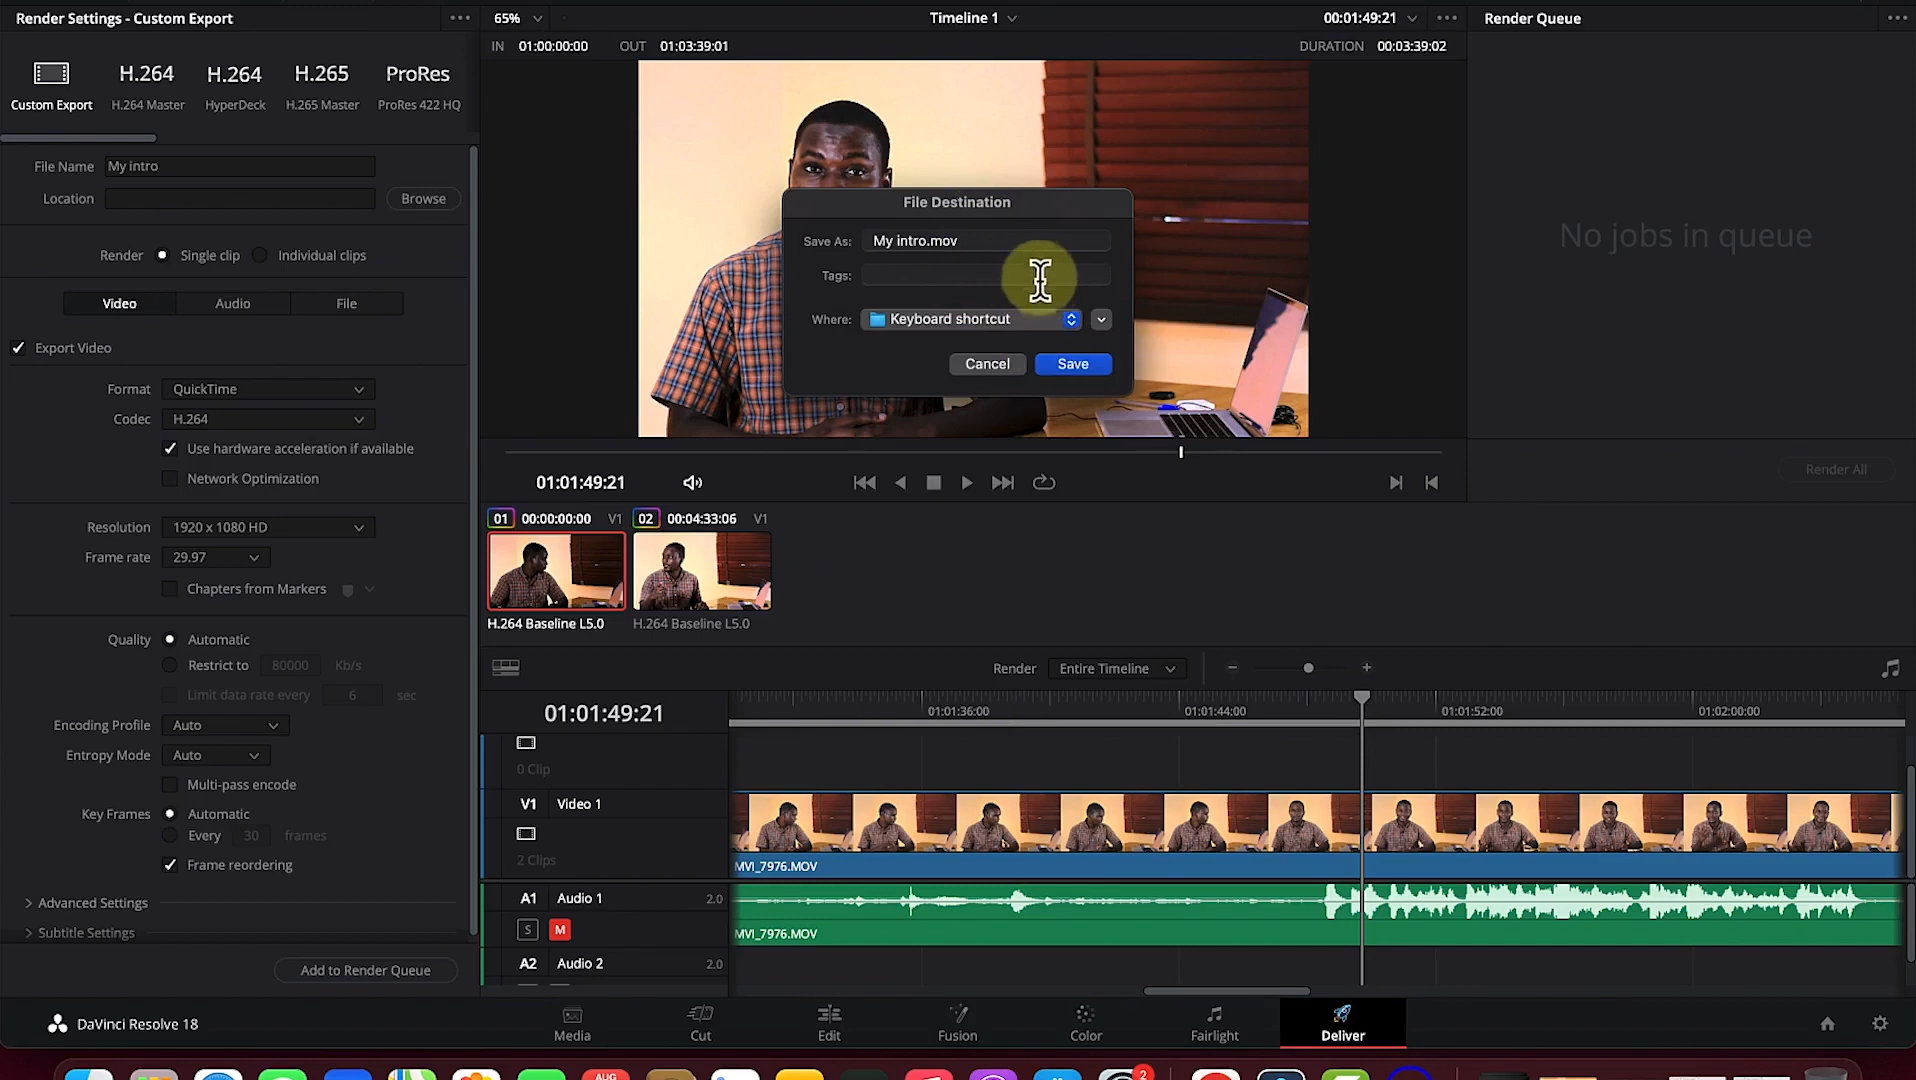 Render Settings - Custom Export
65%
Timeline 1
00:01:49:21
Render Queue
IN 01:00:00:00 OUT 01:03:39:01
DURATION 00:03:39:02
H.264 H.264 H.265 ProRes
Custom Export H.264 Master HyperDeck H.265 Master ProRes 422 HQ
File Name My intro
Location
Browse
Render Single clip Individual clips
Video Audio File
Export Video
Format QuickTime
Codec H.264
Use hardware acceleration if available
Network Optimization
Resolution 1920 x 1080 HD
Frame rate 29.97
Chapters from Markers
Quality Automatic
Restrict to 80000 Kb/s
Limit data rate every 6 sec
Encoding Profile Auto
Entropy Mode Auto
Multi-pass encode
Key Frames Automatic
Every 30 frames
Frame reordering
Advanced Settings
Subtitle Settings
Add to Render Queue
File Destination
Save As: My intro.mov
Tags:
Where: Keyboard shortcut
Cancel Save
No jobs in queue
Render All
01:01:49:21
01 00:00:00:00 V1 02 00:04:33:06 V1
H.264 Baseline L5.0 H.264 Baseline L5.0
Render Entire Timeline
01:01:49:21
01:01:36:00 01:01:44:00 01:01:52:00 01:02:00:00
0 Clip
V1 Video 1
2 Clips
MVI_7976.MOV
A1 Audio 1 2.0
S M
MVI_7976.MOV
A2 Audio 2 2.0
DaVinci Resolve 18
Media Cut Edit Fusion Color Fairlight Deliver
AUG
2